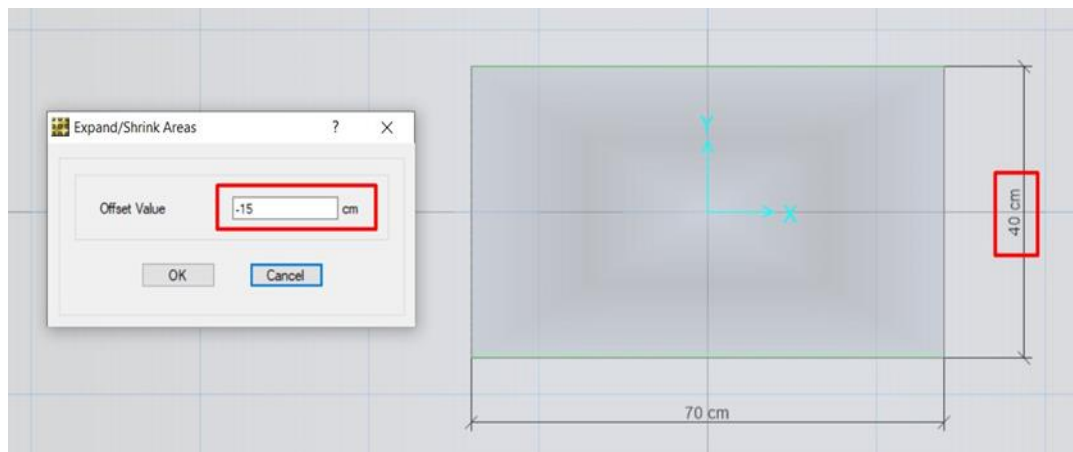 Expand/Shrink Areas ? X
Offset Value -15 cm
OK Cancel
Y
X
40 cm
70 cm